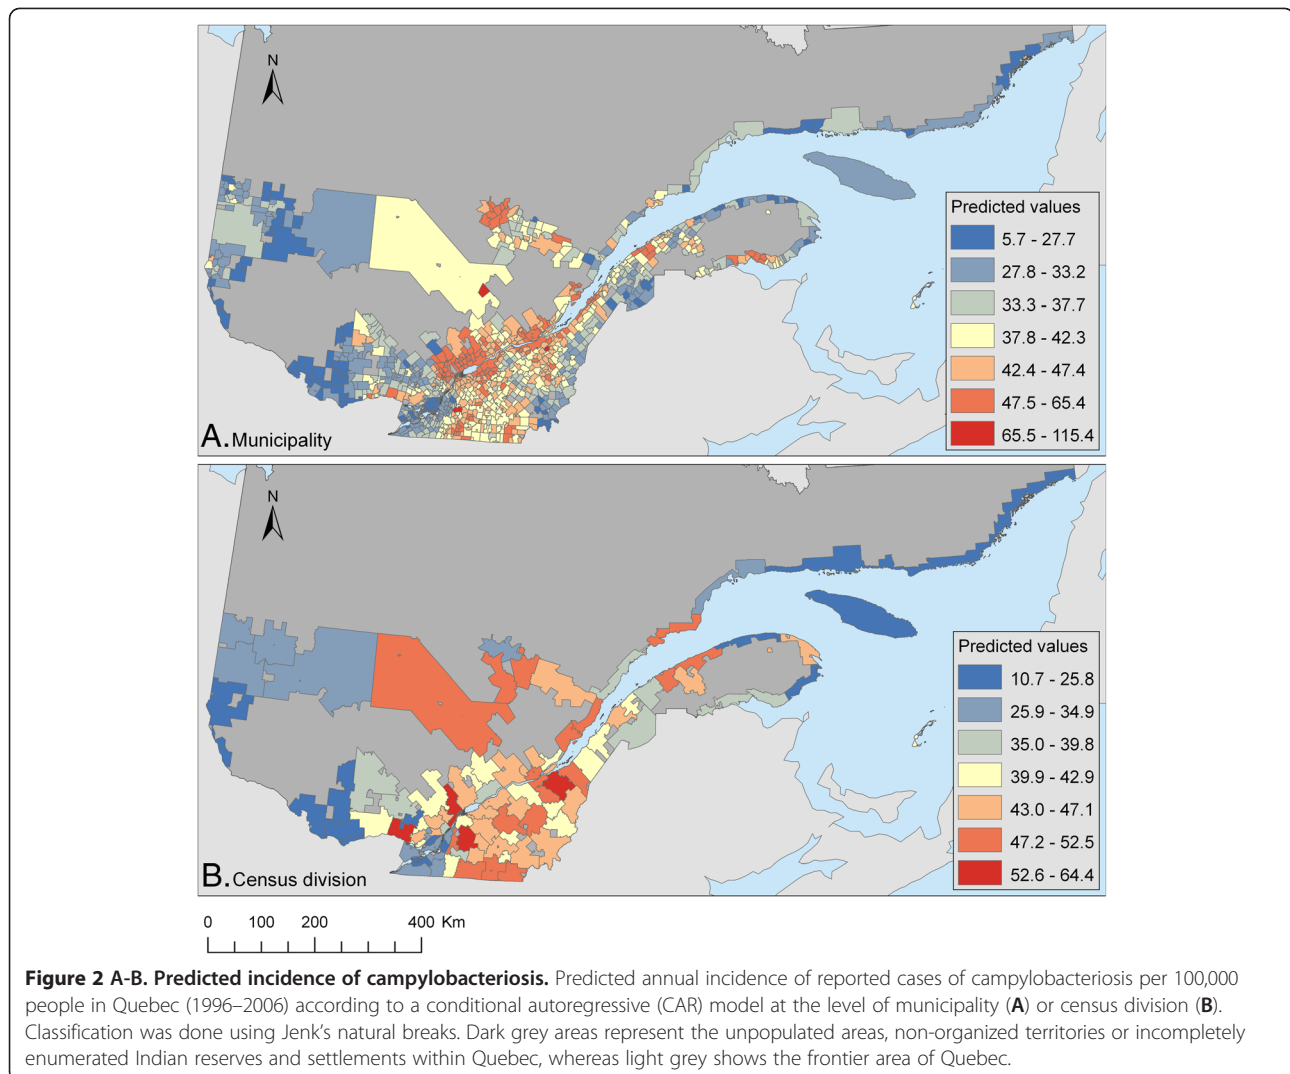 N
Predicted values
5.7 - 27.7
27.8 - 33.2
33.3 - 37.7
37.8 - 42.3
42.4 - 47.4
47.5 - 65.4
65.5 - 115.4
A. Municipality
N
Predicted values
10.7 - 25.8
25.9 - 34.9
35.0 - 39.8
39.9 - 42.9
43.0 - 47.1
47.2 - 52.5
52.6 - 64.4
B. Census division
0 100 200 400 Km
Figure 2 A-B. Predicted incidence of campylobacteriosis. Predicted annual incidence of reported cases of campylobacteriosis per 100,000
people in Quebec (1996–2006) according to a conditional autoregressive (CAR) model at the level of municipality (A) or census division (B).
Classification was done using Jenk's natural breaks. Dark grey areas represent the unpopulated areas, non-organized territories or incompletely
enumerated Indian reserves and settlements within Quebec, whereas light grey shows the frontier area of Quebec.